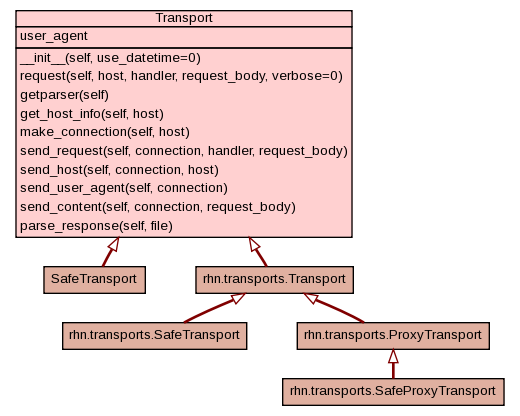 Transport
user_agent
__init__(self, use_datetime=0)
request(self, host, handler, request_body, verbose=0)
getparser(self)
get_host_info(self, host)
make_connection(self, host)
send_request(self, connection, handler, request_body)
send_host(self, connection, host)
send_user_agent(self, connection)
send_content(self, connection, request_body)
parse_response(self, file)
SafeTransport
rhn.transports.Transport
rhn.transports.SafeTransport
rhn.transports.ProxyTransport
rhn.transports.SafeProxyTransport